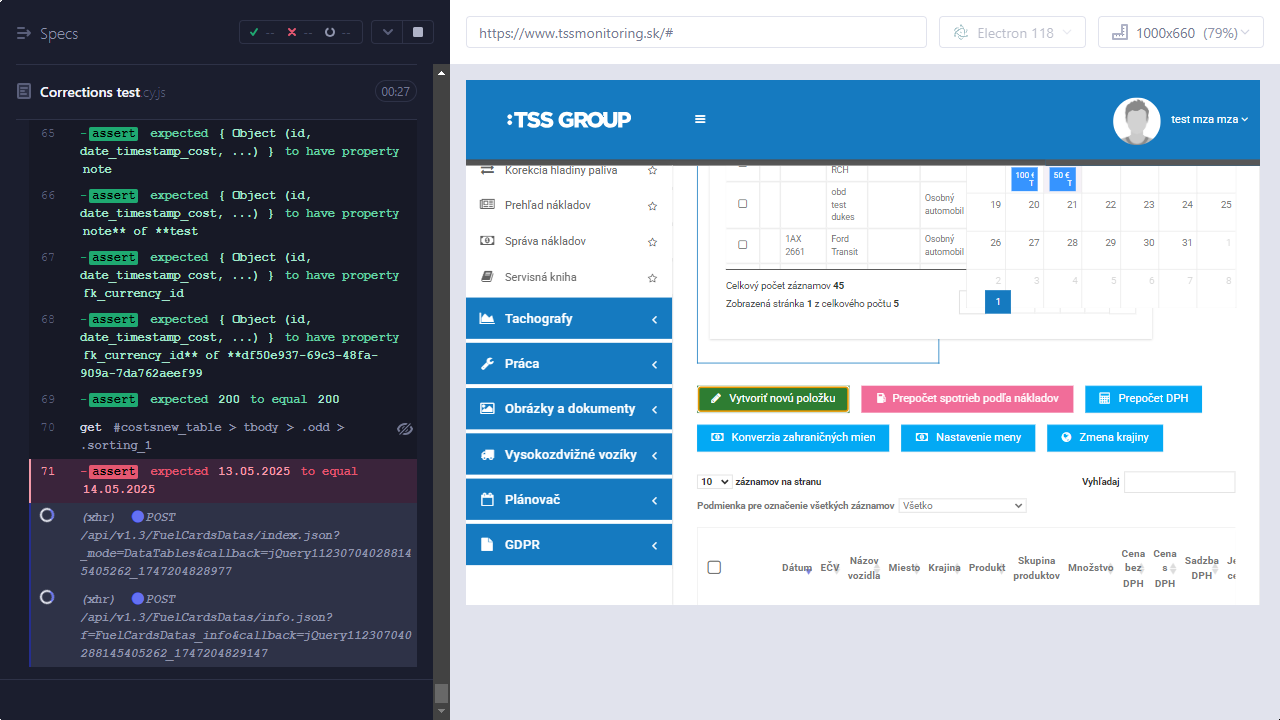 Specs
-- -- --
https://www.tssmonitoring.sk/#
Electron 118
1000x660 (79%)
Corrections test.cy.js
00:27
65 -assert expected { Object (id,
date_timestamp_cost, ...) } to have property
note
66 -assert expected { Object (id,
date_timestamp_cost, ...) } to have property
note** of **test
67 -assert expected { Object (id,
date_timestamp_cost, ...) } to have property
fk_currency_id
68 -assert expected { Object (id,
date_timestamp_cost, ...) } to have property
fk_currency_id** of **df50e937-69c3-48fa-
909a-7da762aeef99
69 -assert expected 200 to equal 200
70 get #costsnew_table > tbody > .odd >
.sorting_1
71 -assert expected 13.05.2025 to equal
14.05.2025
(xhr) POST
/api/v1.3/FuelCardsDatas/index.json?
_mode=DataTables&callback=jQuery11230704028814
5405262_1747204828977
(xhr) POST
/api/v1.3/FuelCardsDatas/info.json?
f=FuelCardsDatas_info&callback=jQuery112307040
288145405262_1747204829147
:TSS GROUP
test mza mza
Korekcia hladiny paliva
Prehľad nákladov
Správa nákladov
Servisná kniha
Tachografy
Práca
Obrázky a dokumenty
Vysokozdvižné vozíky
Plánovač
GDPR
RCH
obd
test
dukes
Osobný
automobil
1AX
2661
Ford
Transit
Osobný
automobil
100 €
T
50 €
T
19 20 21 22 23 24 25
26 27 28 29 30 31 1
2 3 4 5 6 7 8
Celkový počet záznamov 45
Zobrazená stránka 1 z celkového počtu 5
1
Vytvoriť novú položku
Prepočet spotrieb podľa nákladov
Prepočet DPH
Konverzia zahraničných mien
Nastavenie meny
Zmena krajiny
10 záznamov na stranu
Vyhľadaj
Podmienka pre označenie všetkých záznamov Všetko
Dátum
EČV
Názov
vozidla
Miesto
Krajina
Produkt
Skupina
produktov
Množstvo
Cena
bez
DPH
Cena
s
DPH
Sadzba
DPH